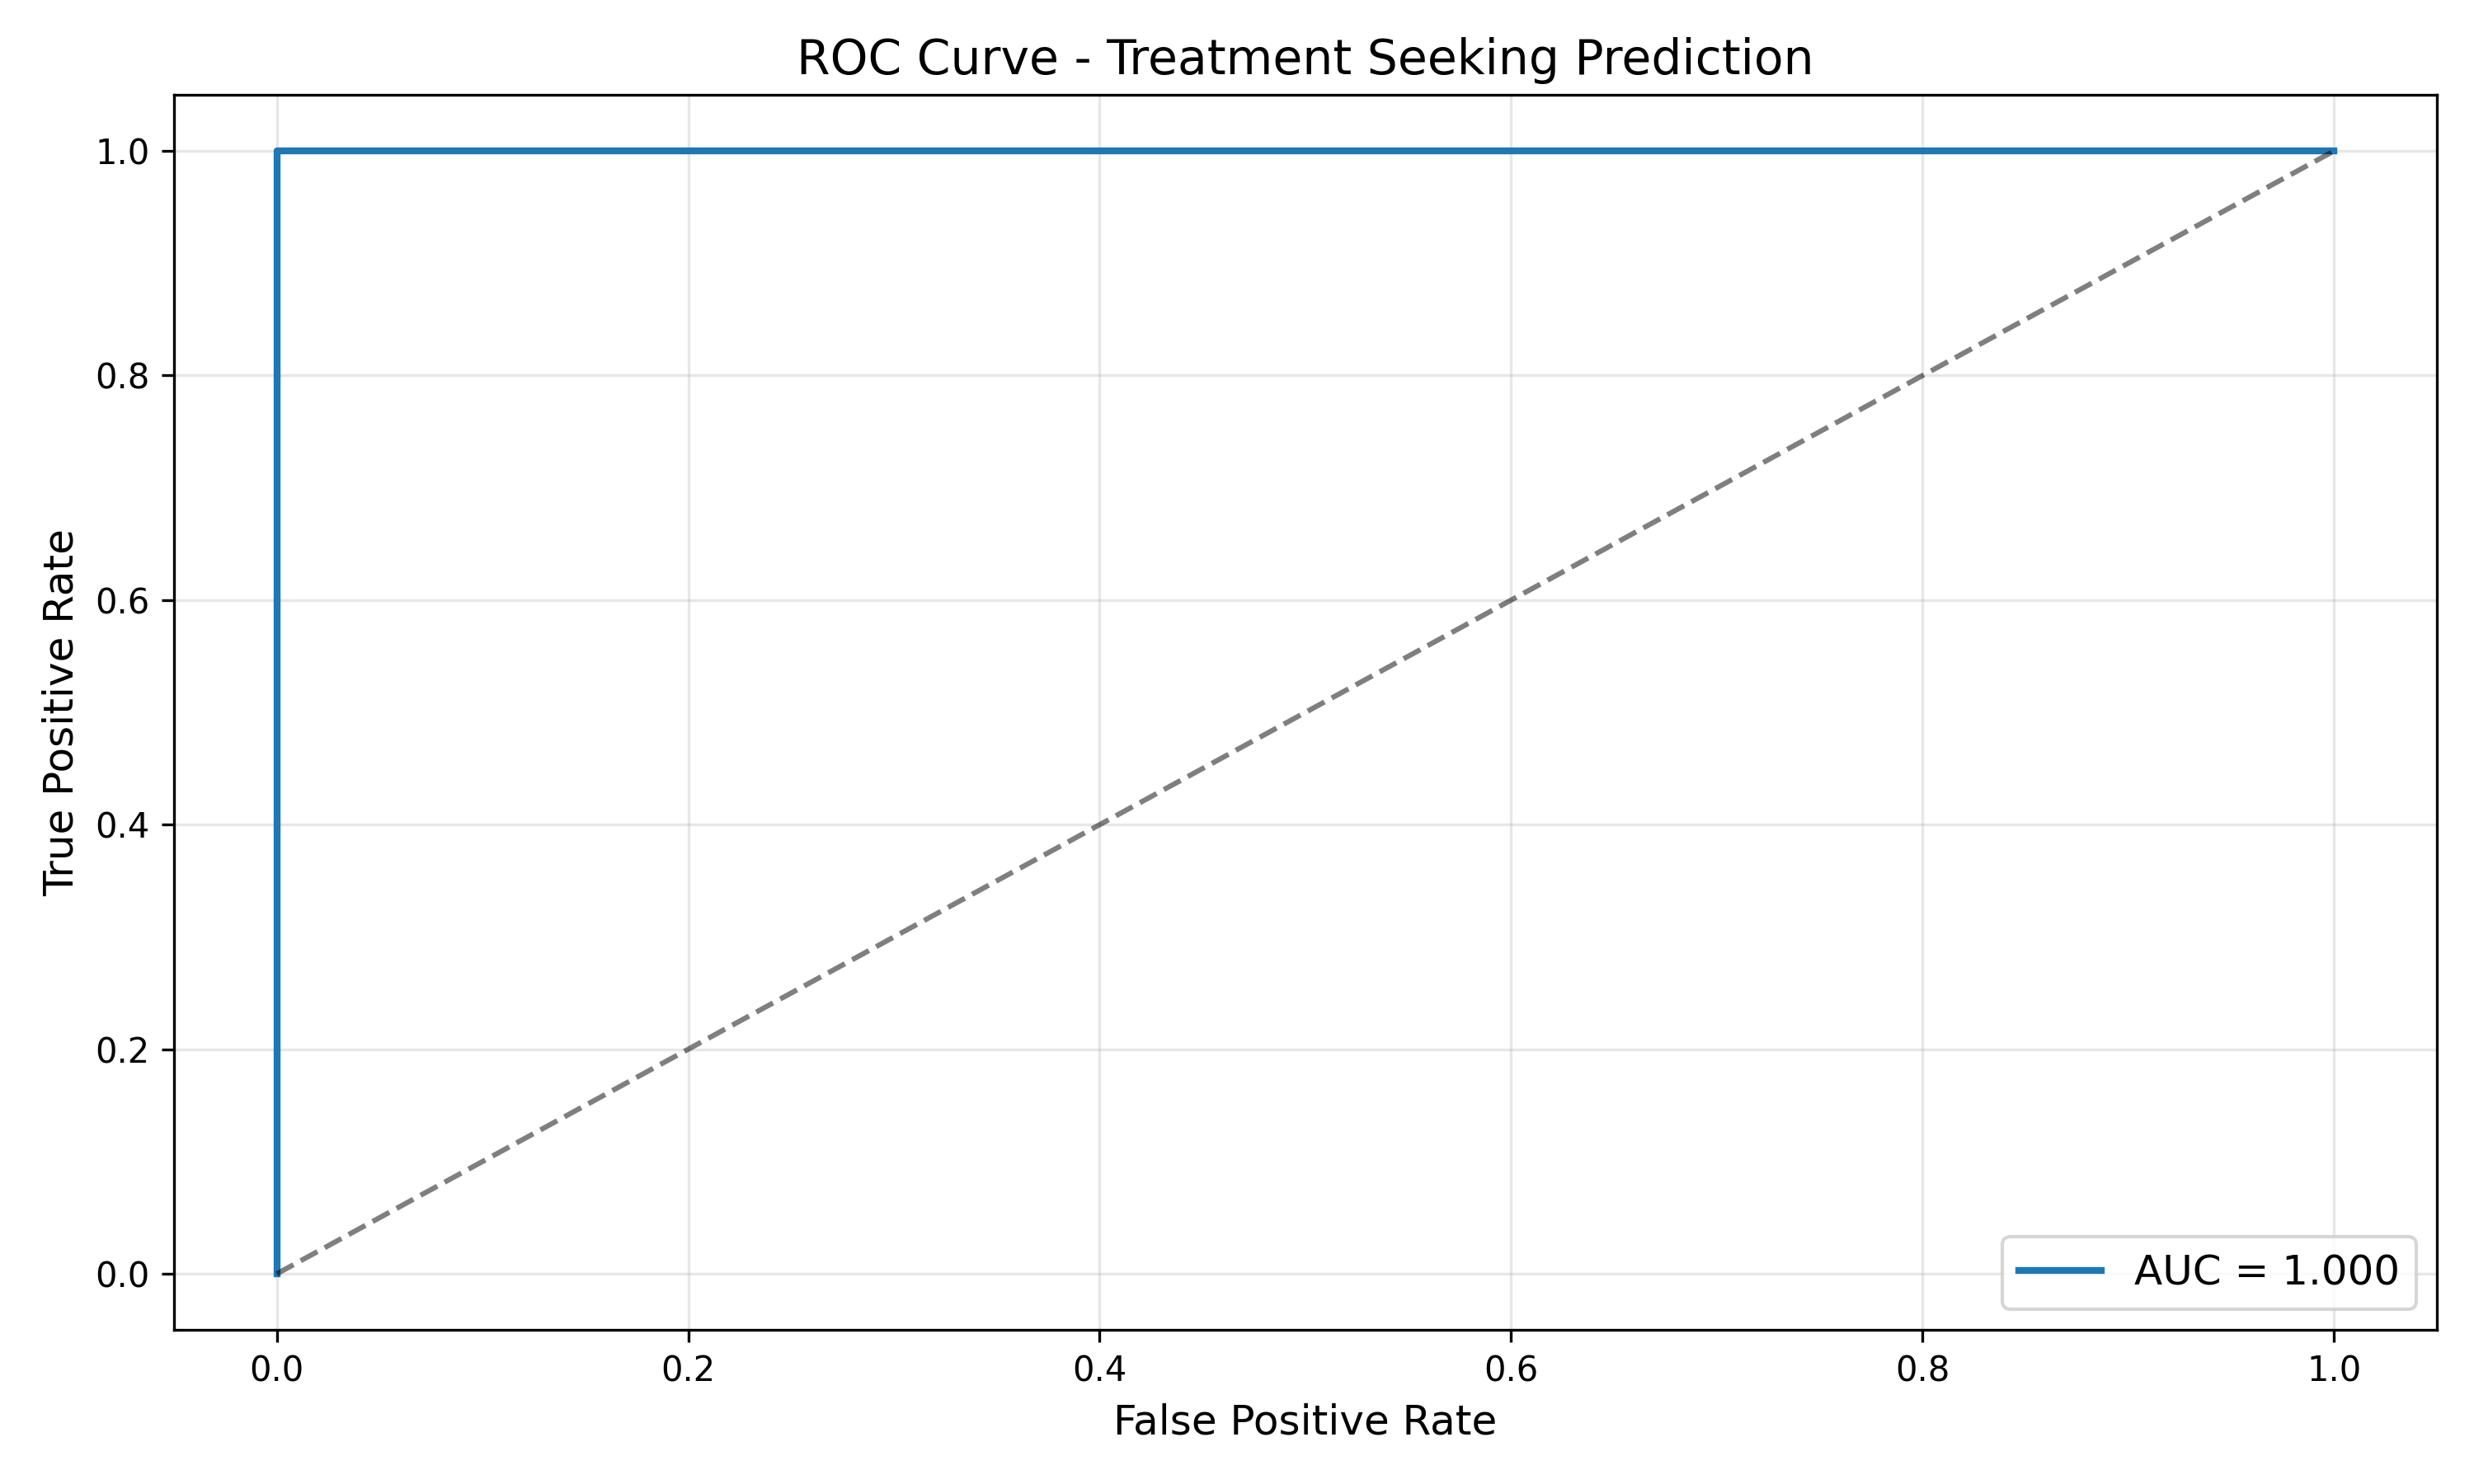 ROC Curve - Treatment Seeking Prediction
True Positive Rate
1.0
0.8
0.6
0.4
0.2
0.0
AUC = 1.000
0.0 0.2 0.4 0.6 0.8 1.0
False Positive Rate